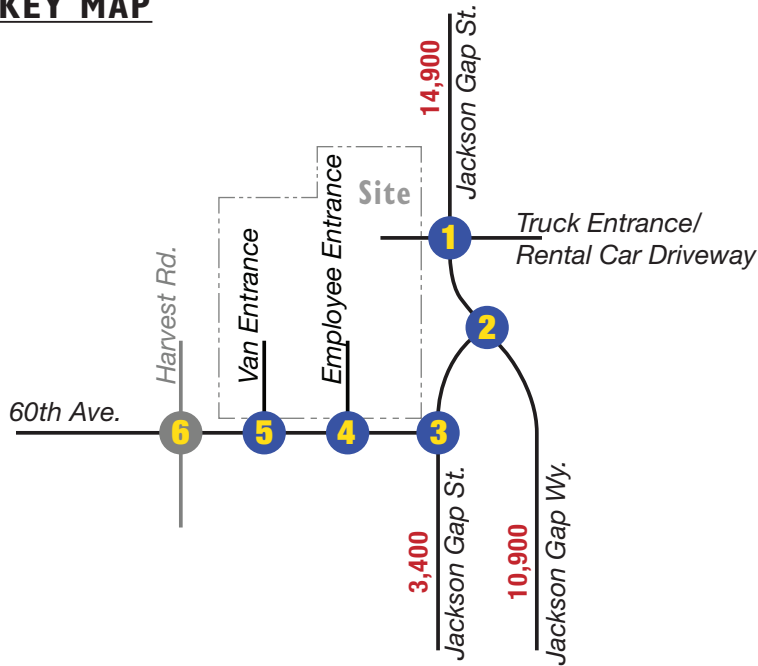 KEY MAP
14,900
Jackson Gap St.
Site
Truck Entrance/
Rental Car Driveway
1
2
Harvest Rd.
Van Entrance
Employee Entrance
60th Ave.
6
5
4
3
3,400
Jackson Gap St.
10,900
Jackson Gap Wy.